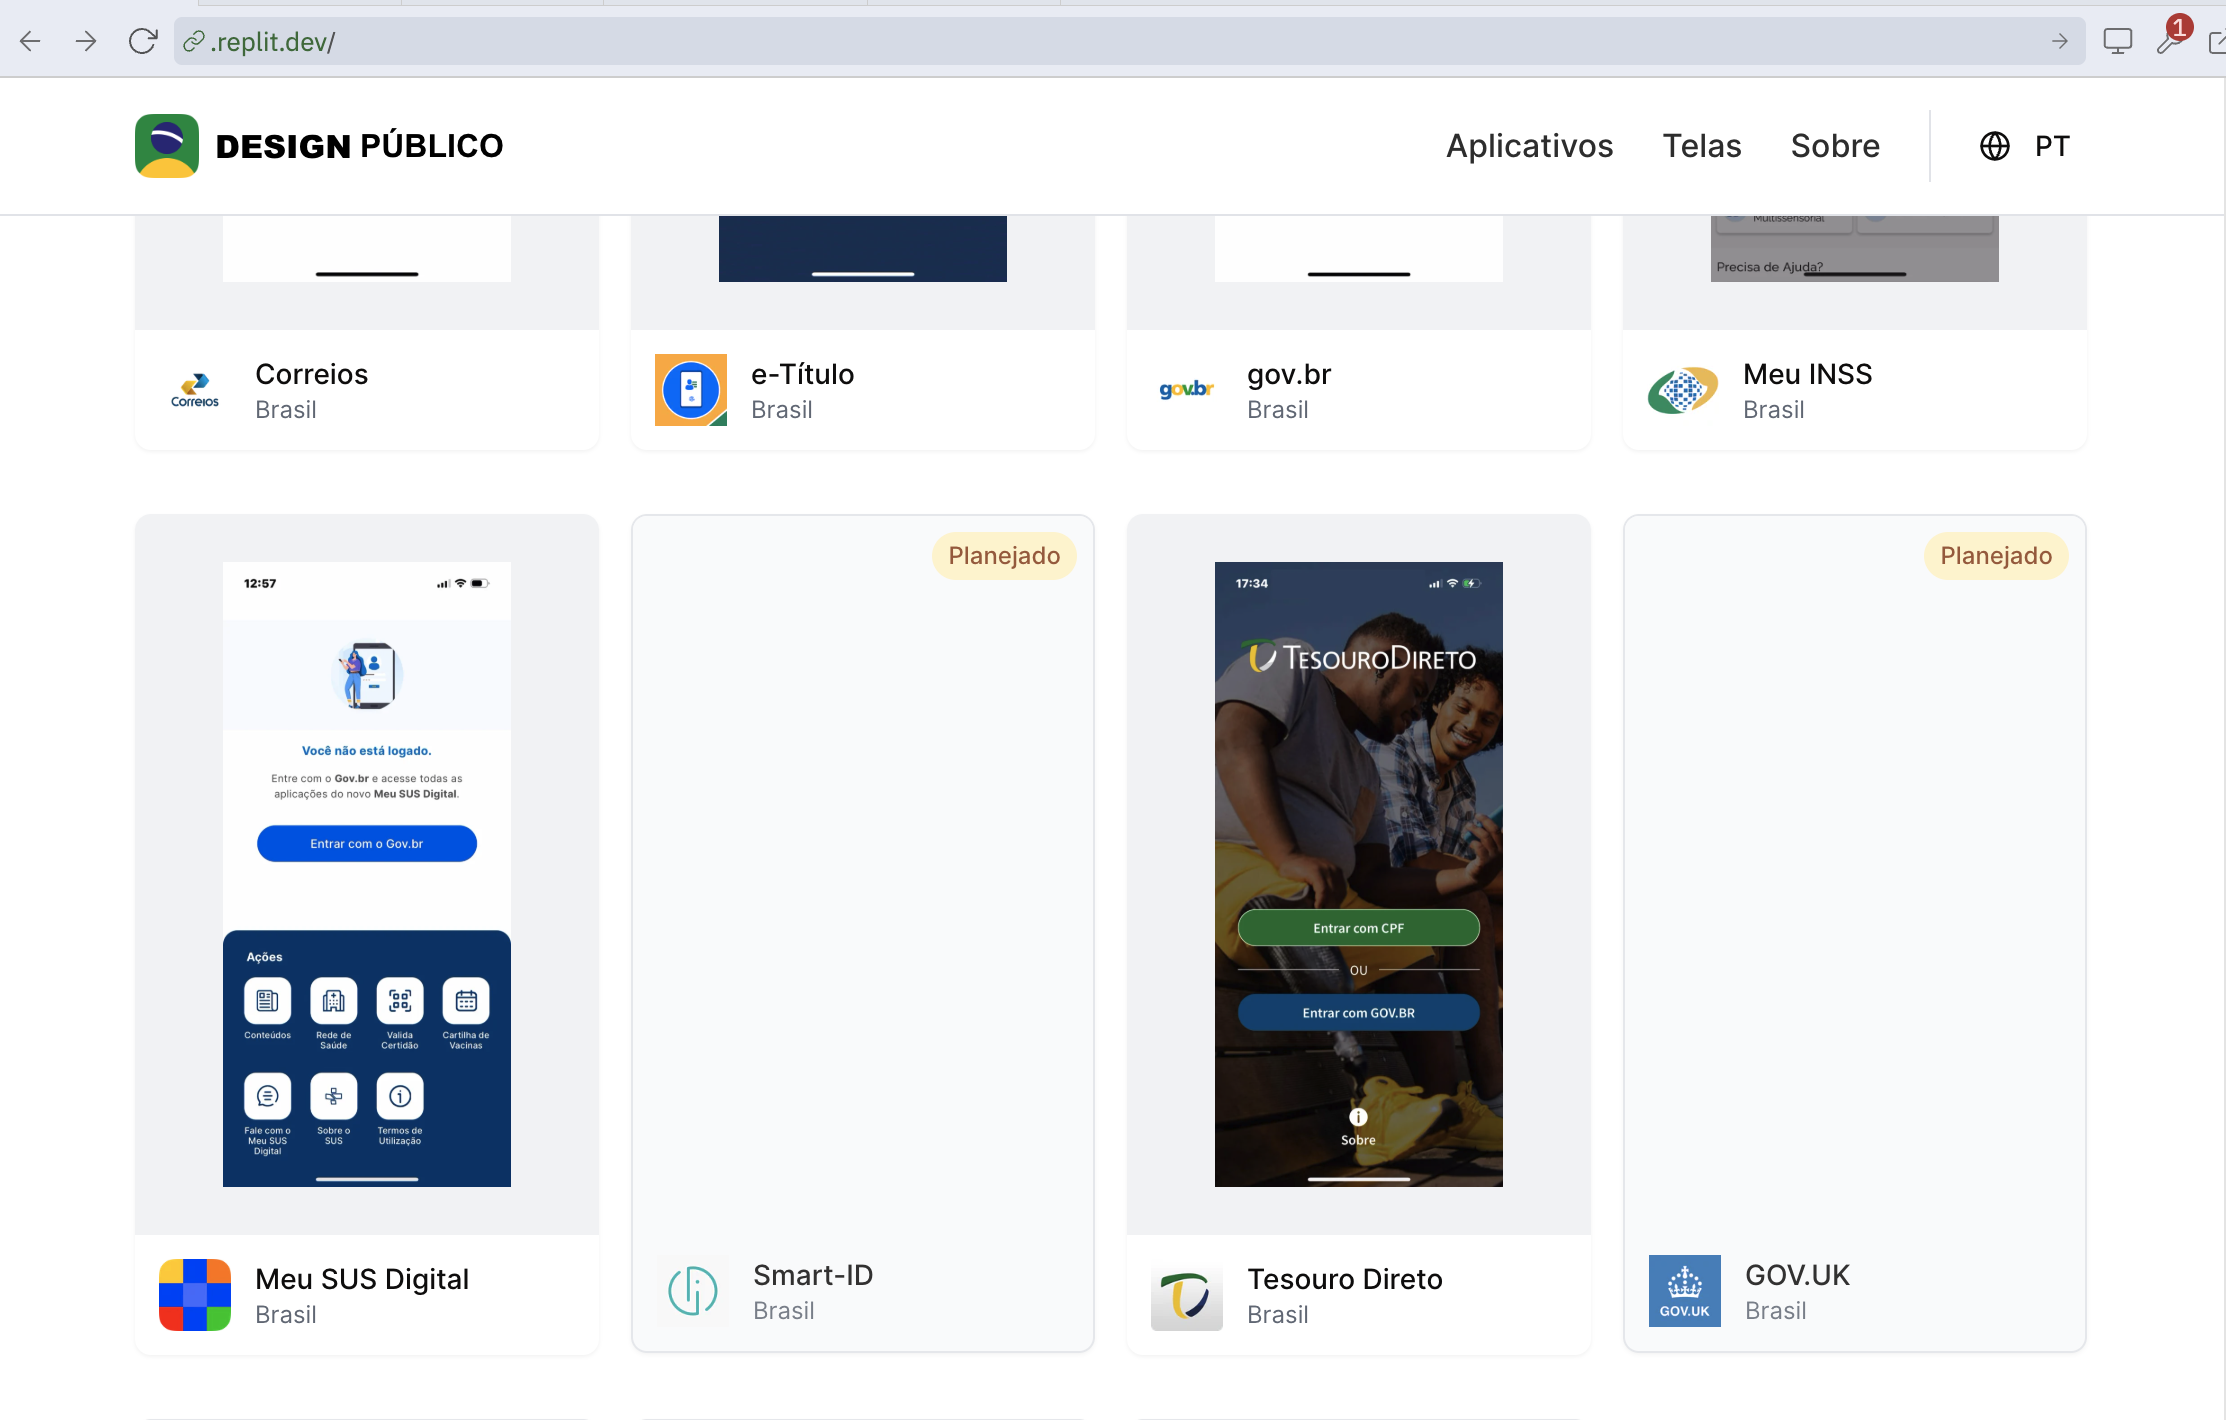 .replit.dev/
1
DESIGN PÚBLICO
Aplicativos
Telas
Sobre
PT
Multissensorial
Precisa de Ajuda?
Correios
Correios
Brasil
e-Título
Brasil
gov.br
gov.br
Brasil
Meu INSS
Brasil
12:57
Você não está logado.
Entre com o Gov.br e acesse todas as
aplicações do novo Meu SUS Digital.
Entrar com o Gov.br
Ações
Conteúdos
Rede de
Saúde
Valida
Certidão
Cartilha de
Vacinas
Fale com o
Meu SUS
Digital
Sobre o
SUS
Termos de
Utilização
Meu SUS Digital
Brasil
Planejado
Smart-ID
Brasil
17:34
TESOURODIRETO
Entrar com CPF
OU
Entrar com GOV.BR
Sobre
Tesouro Direto
Brasil
Planejado
GOV.UK
GOV.UK
Brasil